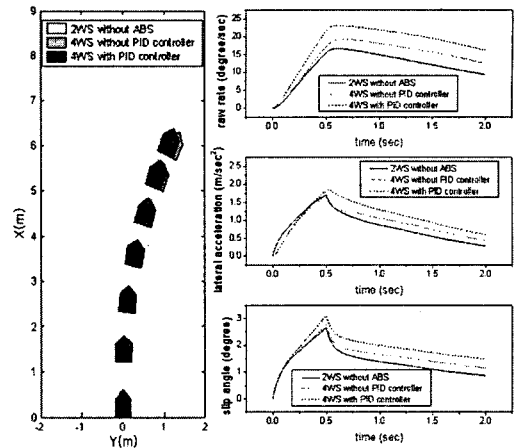 2WS without ABS
4WS without PID controller
4WS with PID controller
9
8
7
6
5
4
3
2
1
0
X(m)
-2 -1 0 1 2
Y(m)
raw rate (degree/sec)
25
20
15
10
5
0
2WS without ABS
4WS without PID controller
4WS with PID controller
0.0 0.5 1.0 1.5 2.0
time (sec)
lateral acceleration (m/sec²)
2.0
1.5
1.0
0.5
0.0
2WS without ABS
4WS without PID controller
4WS with PID controller
0.0 0.5 1.0 1.5 2.0
time (sec)
slip angle (degree)
3
2
1
0
2WS without ABS
4WS without PID controller
4WS with PID controller
0.0 0.5 1.0 1.5 2.0
time (sec)